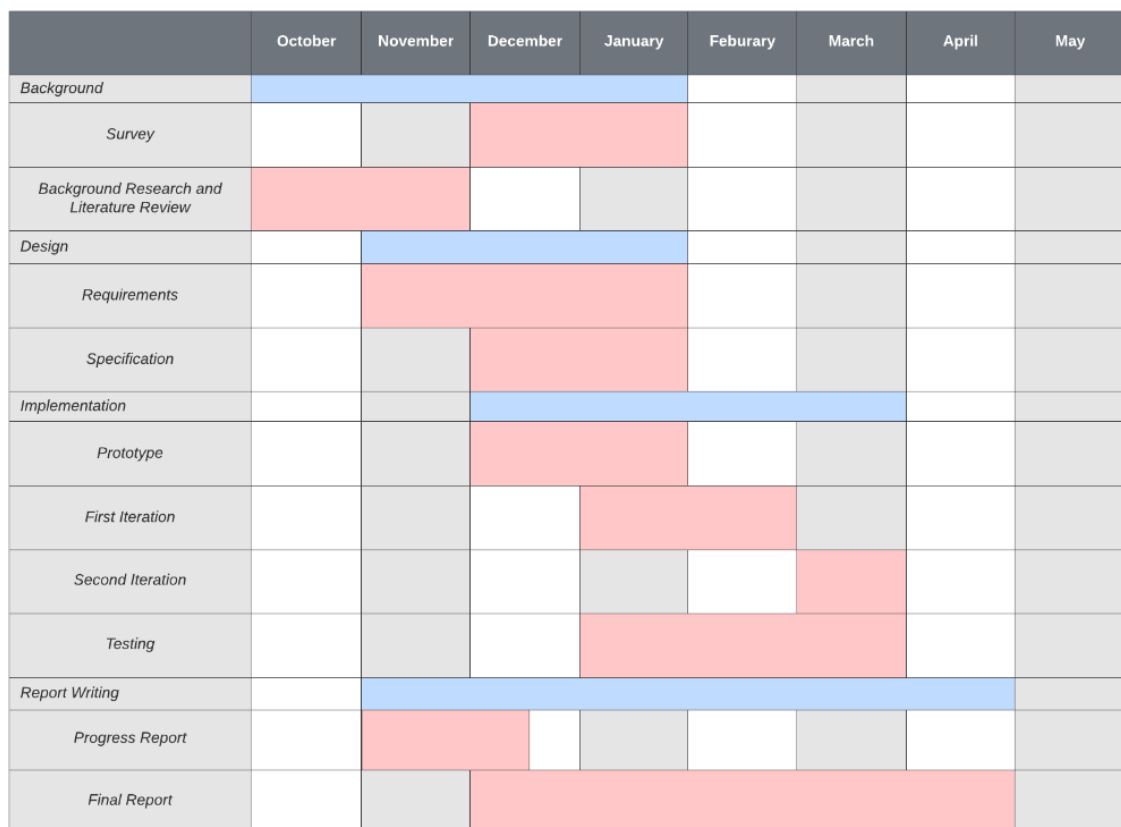 October November December January Feburary March April May
Background
Survey
Background Research and
Literature Review
Design
Requirements
Specification
Implementation
Prototype
First Iteration
Second Iteration
Testing
Report Writing
Progress Report
Final Report